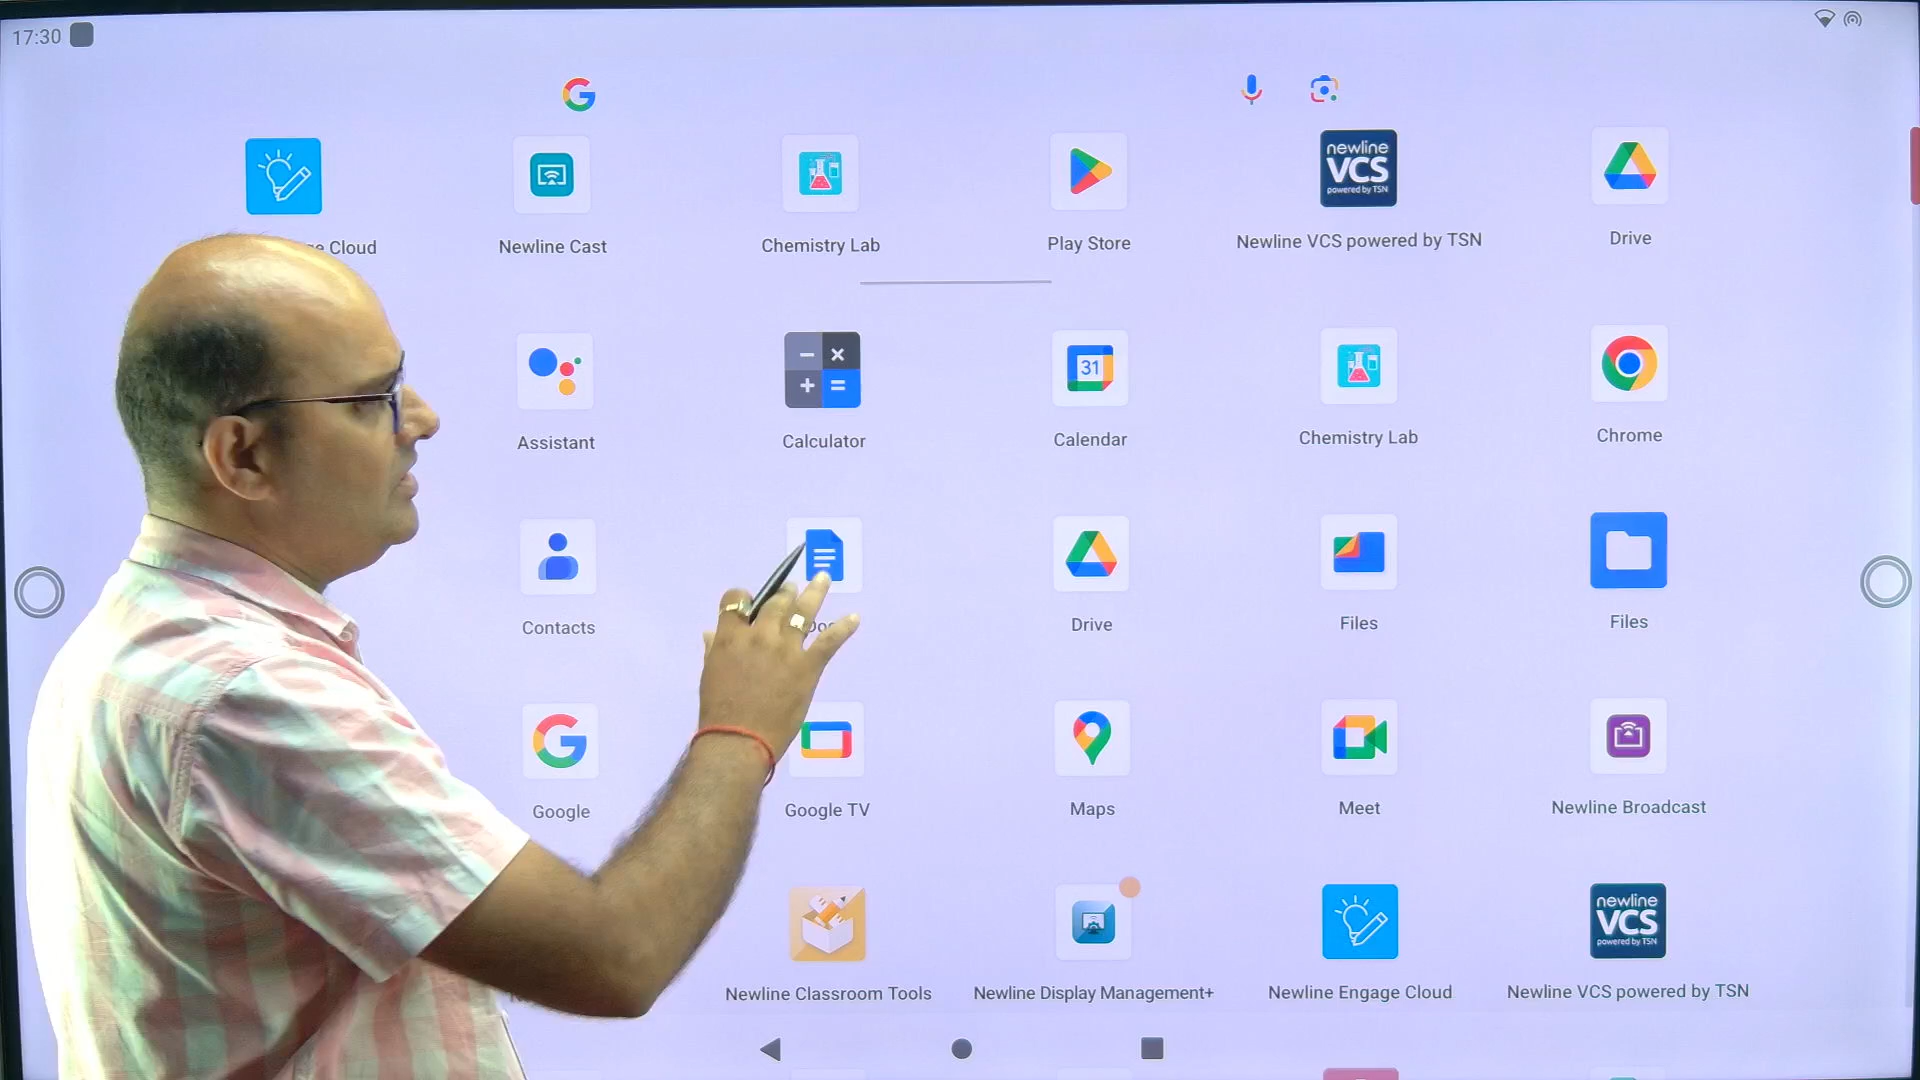 17:30
newline
VCS
powered by TSN
Cloud
Newline Cast
Chemistry Lab
Play Store
Newline VCS powered by TSN
Drive
31
Assistant
Calculator
Calendar
Chemistry Lab
Chrome
Contacts
Drive
Files
Files
Google
Google TV
Maps
Meet
Newline Broadcast
newline
VCS
powered by TSN
Newline Classroom Tools
Newline Display Management+
Newline Engage Cloud
Newline VCS powered by TSN